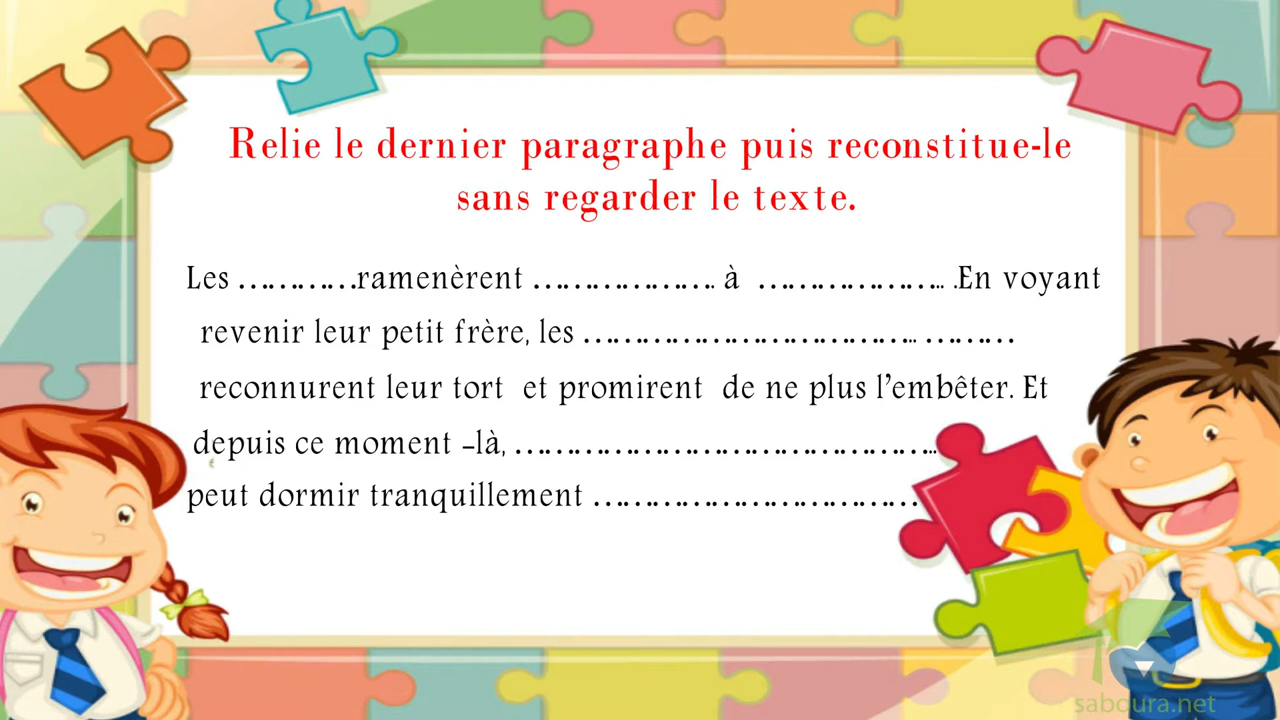 Relie le dernier paragraphe puis reconstitue-le
sans regarder le texte.
Les ............ramenèrent .................. à ................... .En voyant
revenir leur petit frère, les ................................. .........
reconnurent leur tort et promirent de ne plus l’embêter. Et
depuis ce moment –là, ..........................................
peut dormir tranquillement .................................
saboura.net